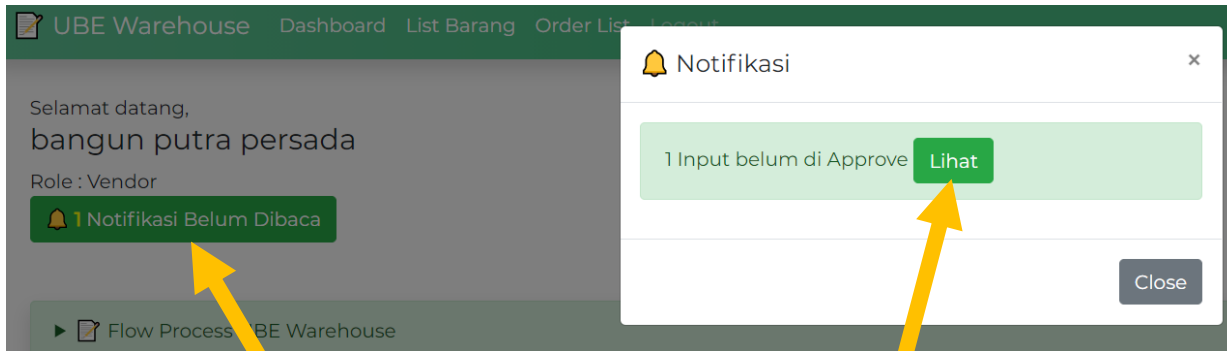 UBE Warehouse Dashboard List Barang Order List Logout
Selamat datang,
bangun putra persada
Role : Vendor
1 Notifikasi Belum Dibaca
Flow Process UBE Warehouse
Notifikasi
×
1 Input belum di Approve Lihat
Close